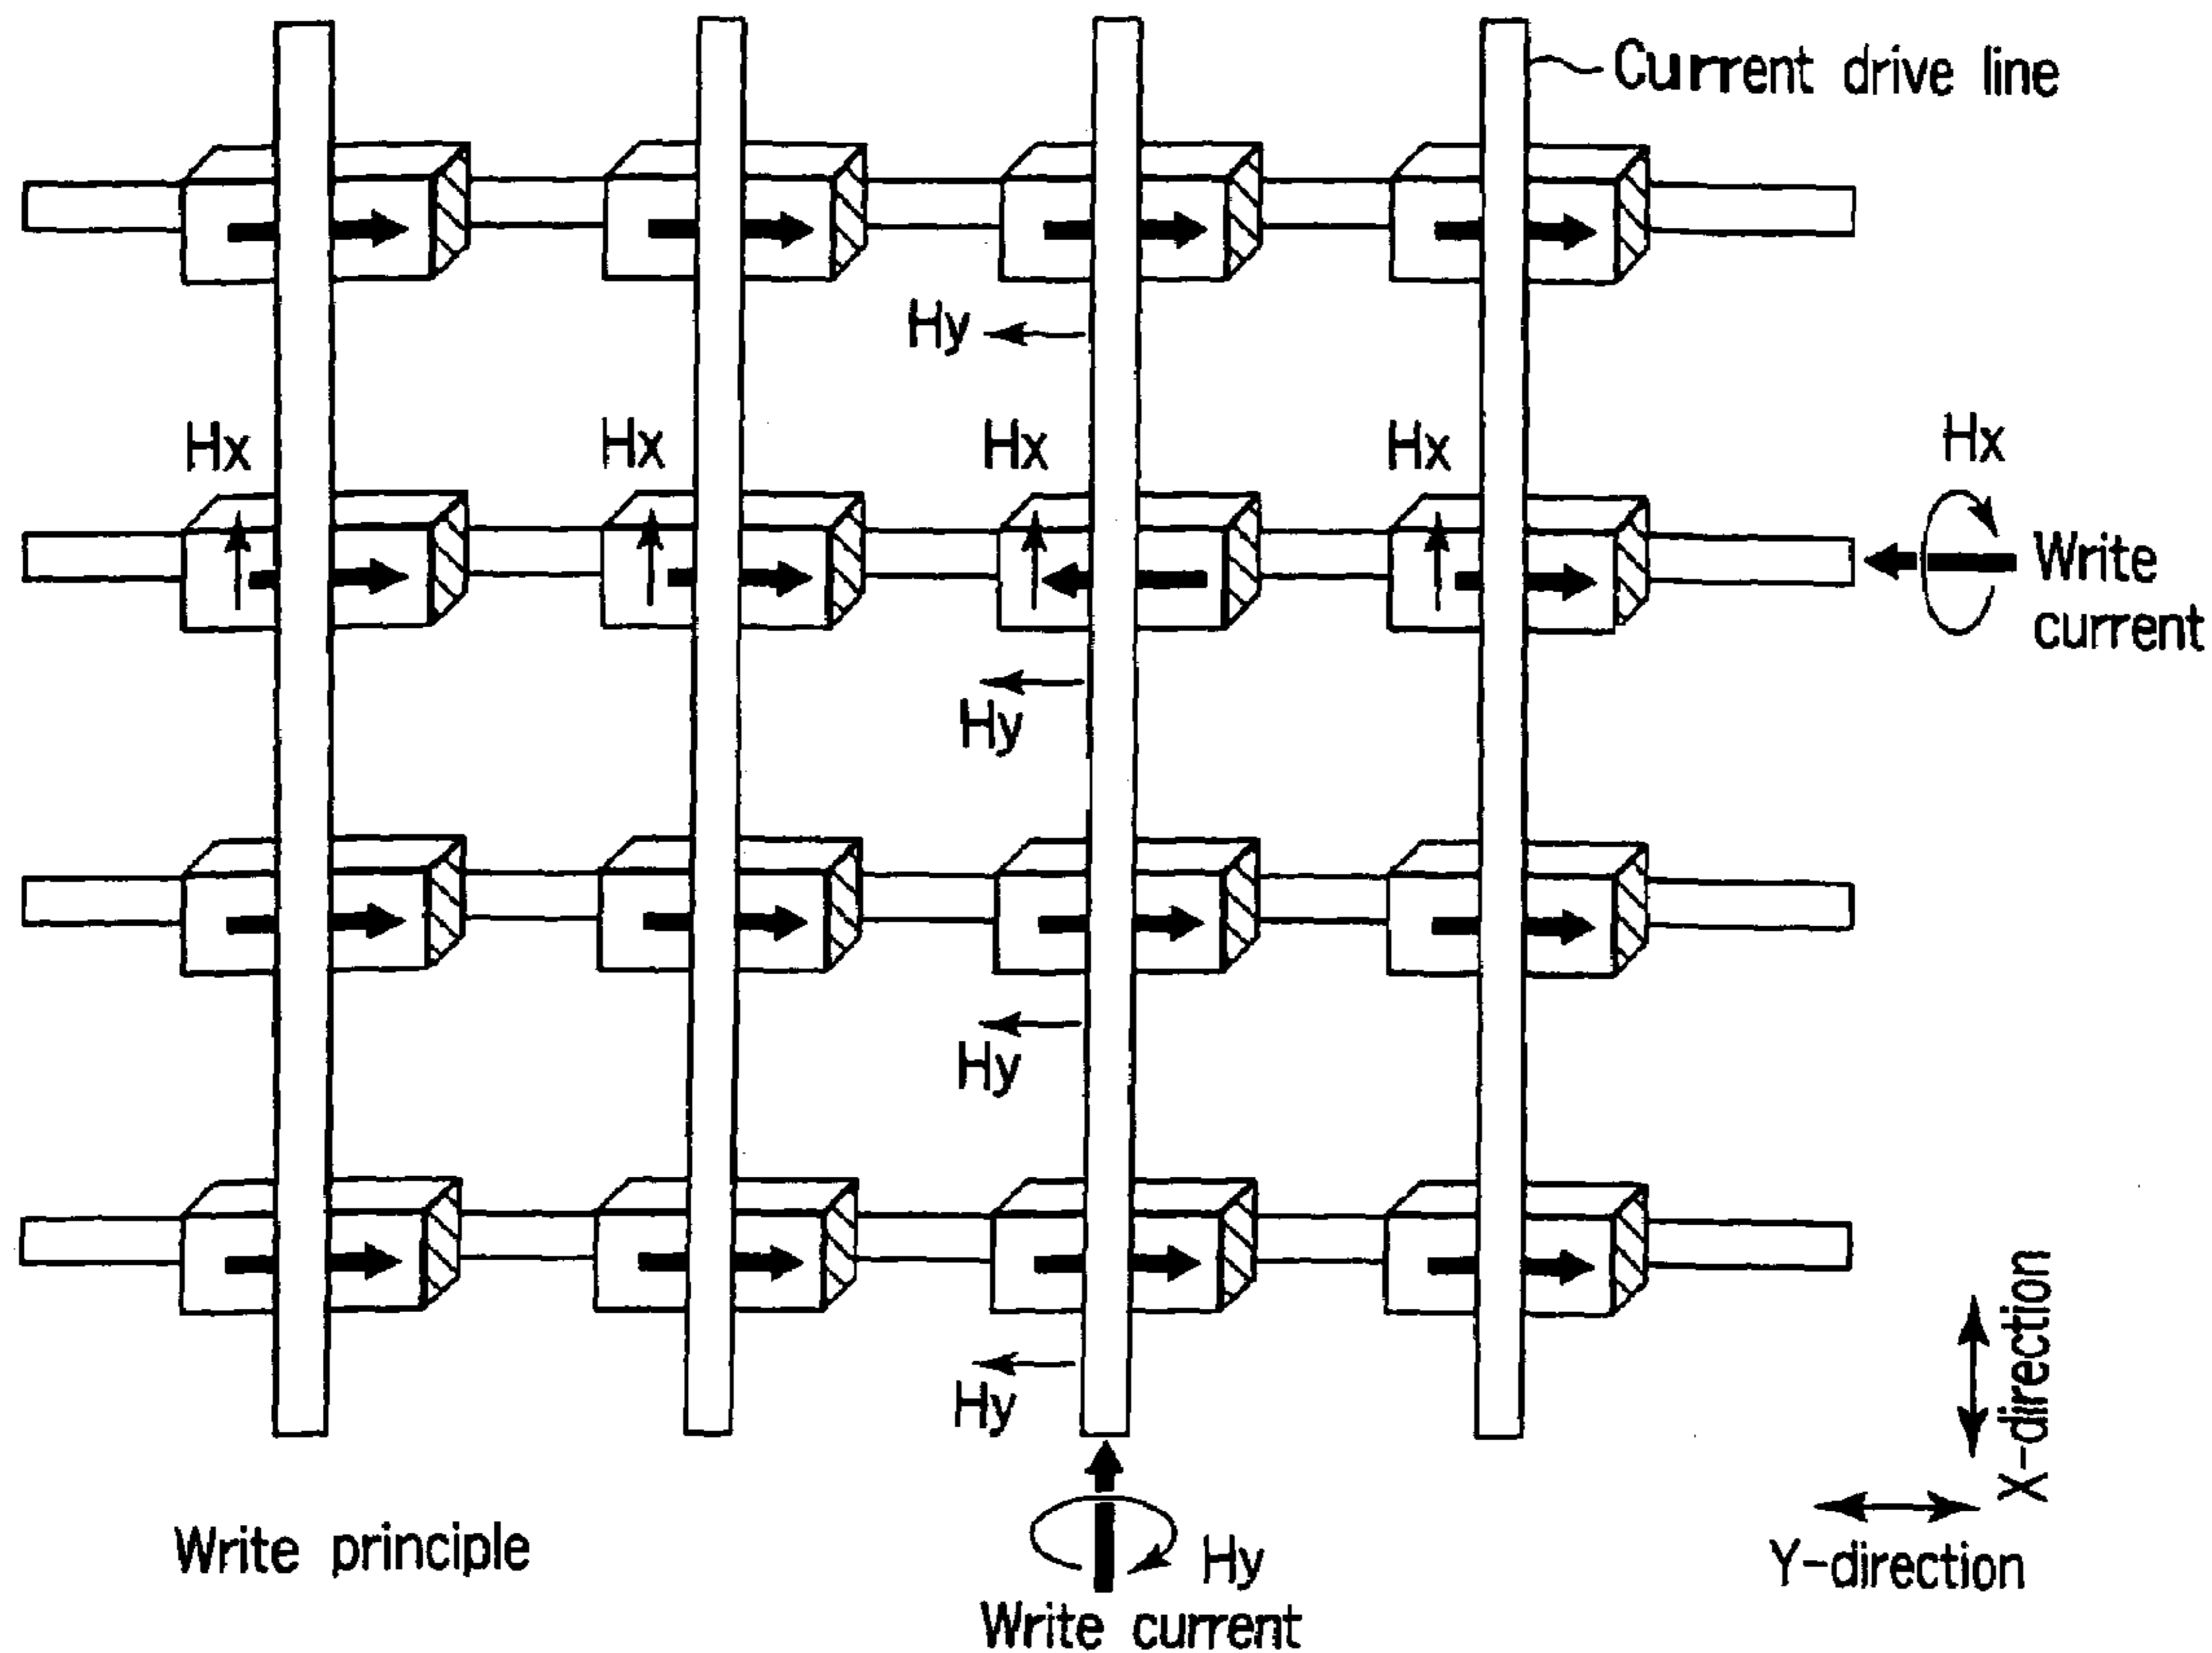 Current drive line
Hy
Hx
Hx
Hx
Hx
Hx
Write
current
Hy
Hy
Hy
X-direction
Y-direction
Write principle
Hy
Write current